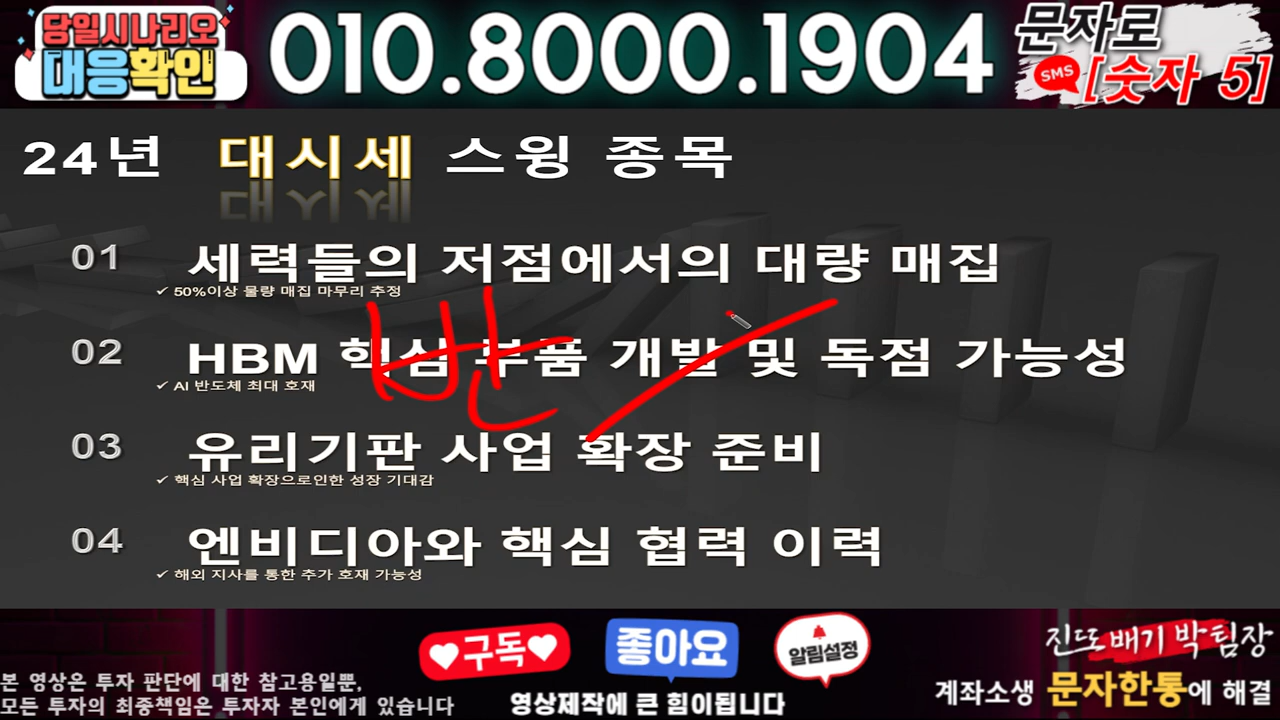 당일시나리오
대응확인
010.8000.1904
문자로
SMS
[숫자 5]
24년 대시세 스윙 종목
01 세력들의 저점에서의 대량 매집
✓ 50%이상 물량 매집 마무리 추정
반
02 HBM 핵심 부품 개발 및 독점 가능성
✓ AI 반도체 최대 호재
03 유리기판 사업 확장 준비
✓ 핵심 사업 확장으로인한 성장 기대감
04 엔비디아와 핵심 협력 이력
✓ 해외 지사를 통한 추가 호재 가능성
구독
좋아요
알림설정
진또배기 박팀장
본 영상은 투자 판단에 대한 참고용일뿐,
모든 투자의 최종책임은 투자자 본인에게 있습니다
영상제작에 큰 힘이됩니다
계좌소생 문자한통에 해결